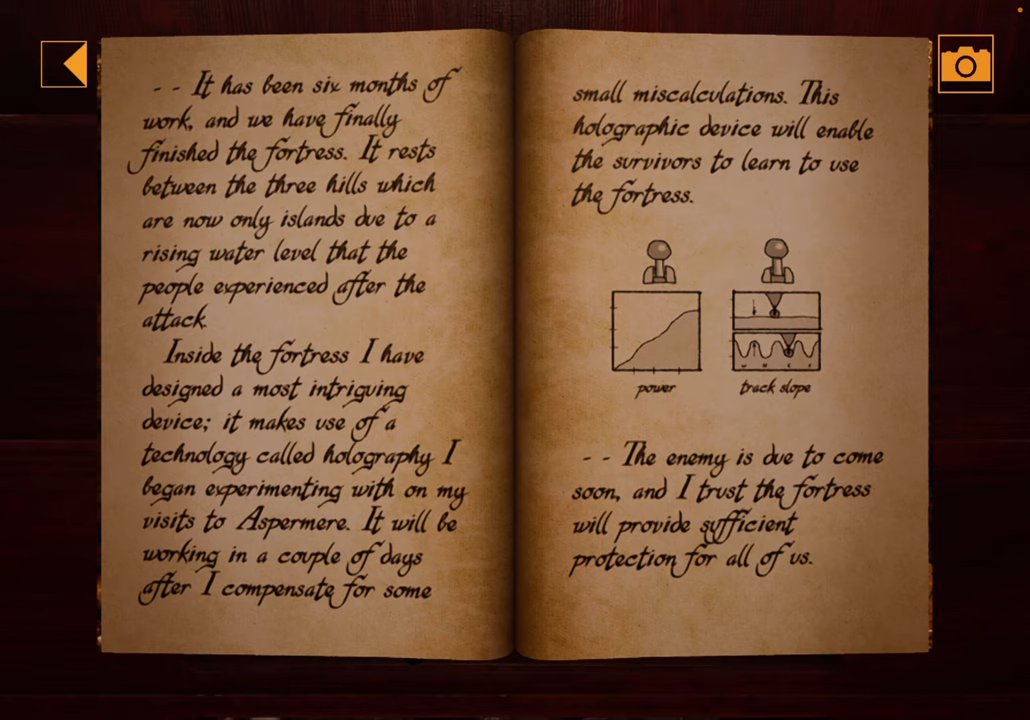 - - It has been six months of
work, and we have finally
finished the fortress. It rests
between the three hills which
are now only islands due to a
rising water level that the
people experienced after the
attack.
Inside the fortress I have
designed a most intriguing
device; it makes use of a
technology called holography I
began experimenting with on my
visits to Aspermere. It will be
working in a couple of days
after I compensate for some
small miscalculations. This
holographic device will enable
the survivors to learn to use
the fortress.
power
track slope
- - The enemy is due to come
soon, and I trust the fortress
will provide sufficient
protection for all of us.